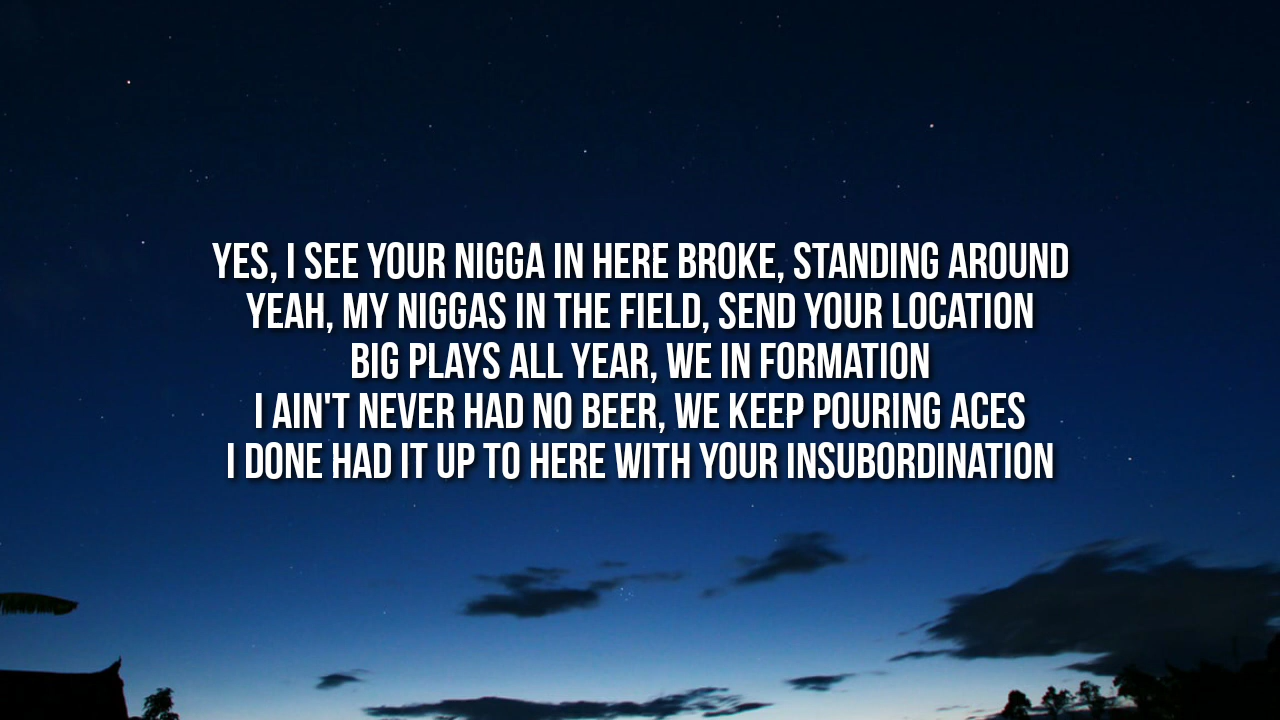 YES, I SEE YOUR NIGGA IN HERE BROKE, STANDING AROUND
YEAH, MY NIGGAS IN THE FIELD, SEND YOUR LOCATION
BIG PLAYS ALL YEAR, WE IN FORMATION
I AIN'T NEVER HAD NO BEER, WE KEEP POURING ACES
I DONE HAD IT UP TO HERE WITH YOUR INSUBORDINATION